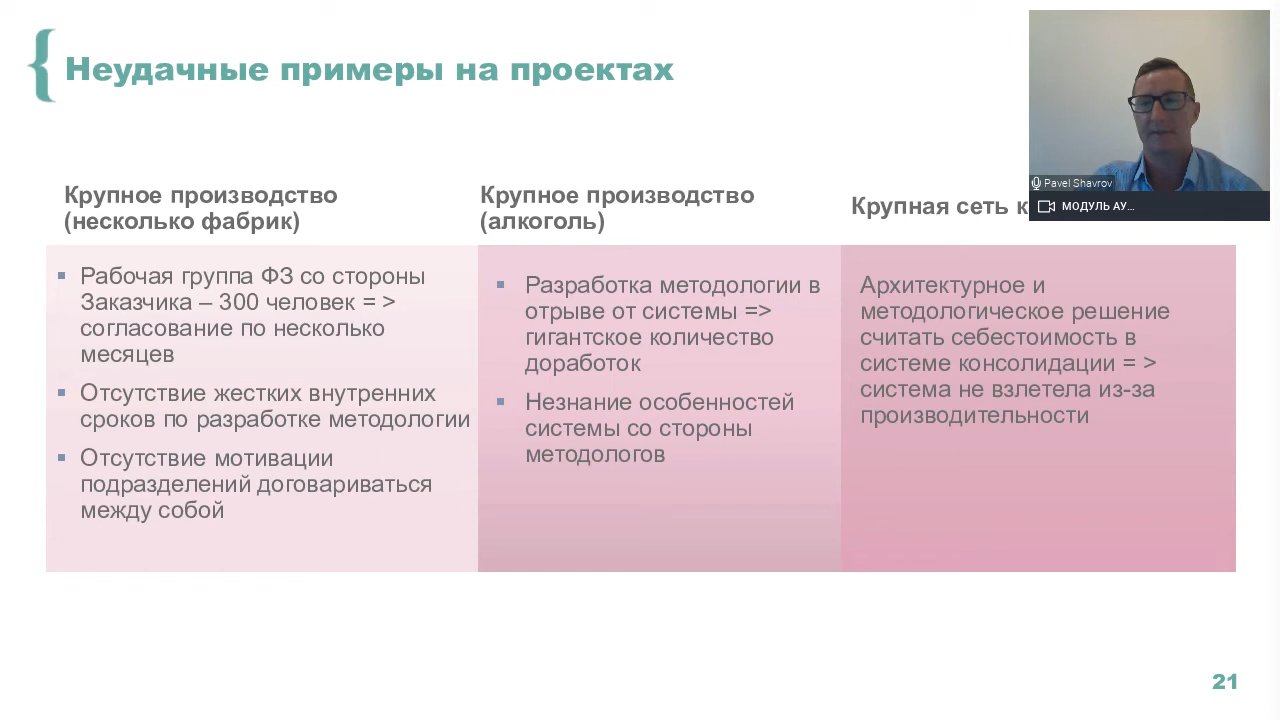 Неудачные примеры на проектах
Pavel Shavrov
МОДУЛЬ АУ...
Крупное производство
(несколько фабрик)
Рабочая группа ФЗ со стороны
Заказчика – 300 человек = >
согласование по несколько
месяцев
Отсутствие жестких внутренних
сроков по разработке методологии
Отсутствие мотивации
подразделений договариваться
между собой
Крупное производство
(алкоголь)
Разработка методологии в
отрыве от системы =>
гигантское количество
доработок
Незнание особенностей
системы со стороны
методологов
Крупная сеть
Архитектурное и
методологическое решение
считать себестоимость в
системе консолидации = >
система не взлетела из-за
производительности
21